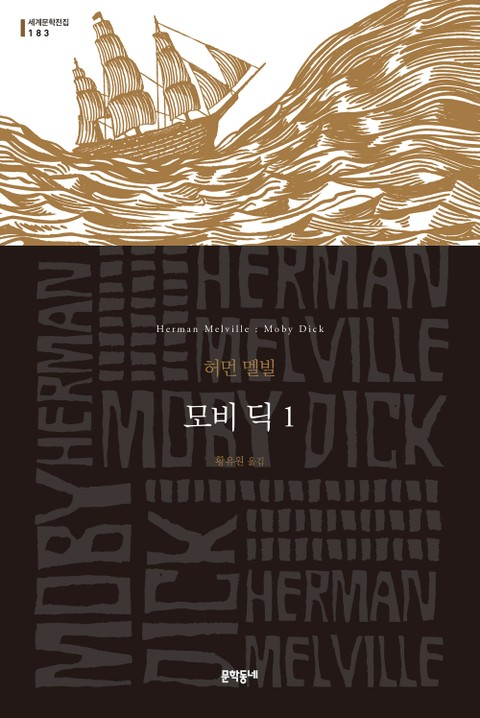 세계문학전집
183
Herman Melville : Moby Dick
허먼 멜빌
모비 딕 1
황유원 옮김
HERMAN
MELVILLE
MOBY DICK
HERMAN
MOBY
DICK
HERMAN
MELVILLE
문학동네